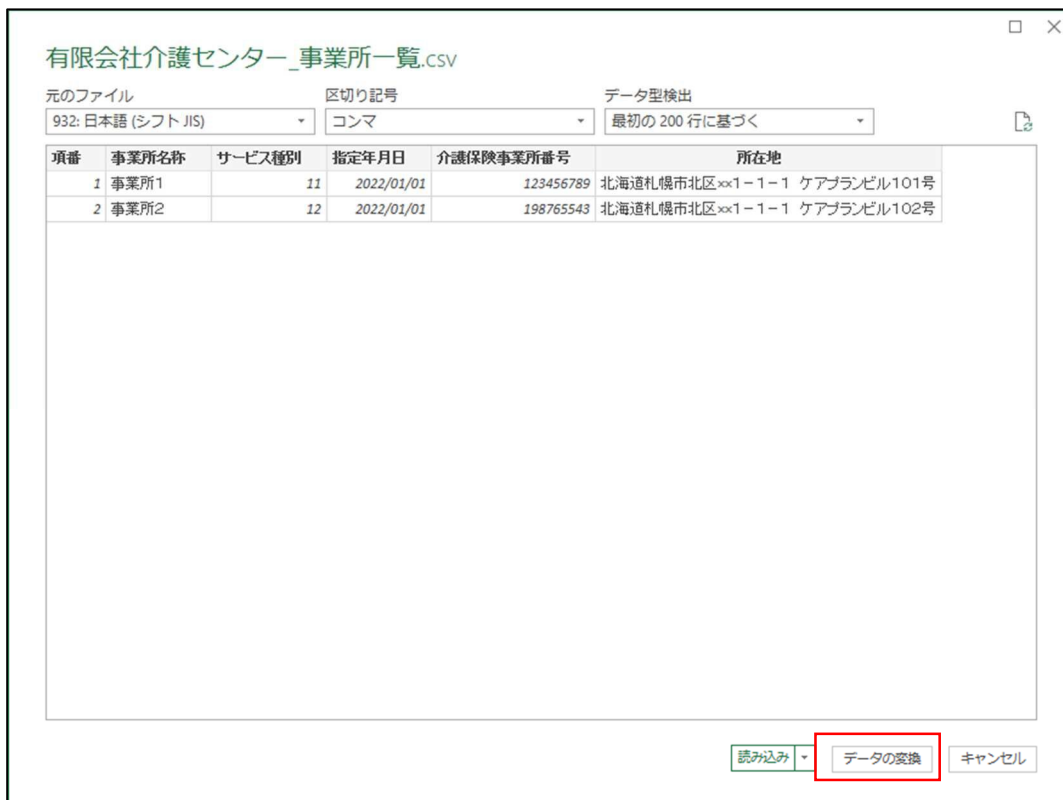 有限会社介護センター_事業所一覧.csv
元のファイル 区切り記号 データ型検出
932: 日本語 (シフト JIS) コンマ 最初の 200 行に基づく
項番 事業所名称 サービス種別 指定年月日 介護保険事業所番号 所在地
1 事業所1 11 2022/01/01 123456789 北海道札幌市北区××1-1-1 ケアプランビル101号
2 事業所2 12 2022/01/01 198765543 北海道札幌市北区××1-1-1 ケアプランビル102号
読み込み データの変換 キャンセル